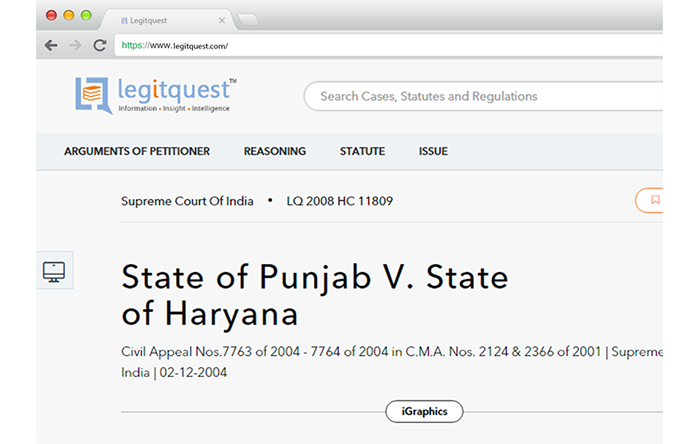 Legitquest
https://www.legitquest.com/
legitquest™
Information • Insight • Intelligence
Search Cases, Statutes and Regulations
ARGUMENTS OF PETITIONER REASONING STATUTE ISSUE
Supreme Court Of India • LQ 2008 HC 11809
State of Punjab V. State
of Haryana
Civil Appeal Nos.7763 of 2004 - 7764 of 2004 in C.M.A. Nos. 2124 & 2366 of 2001 | Supreme
India | 02-12-2004
iGraphics